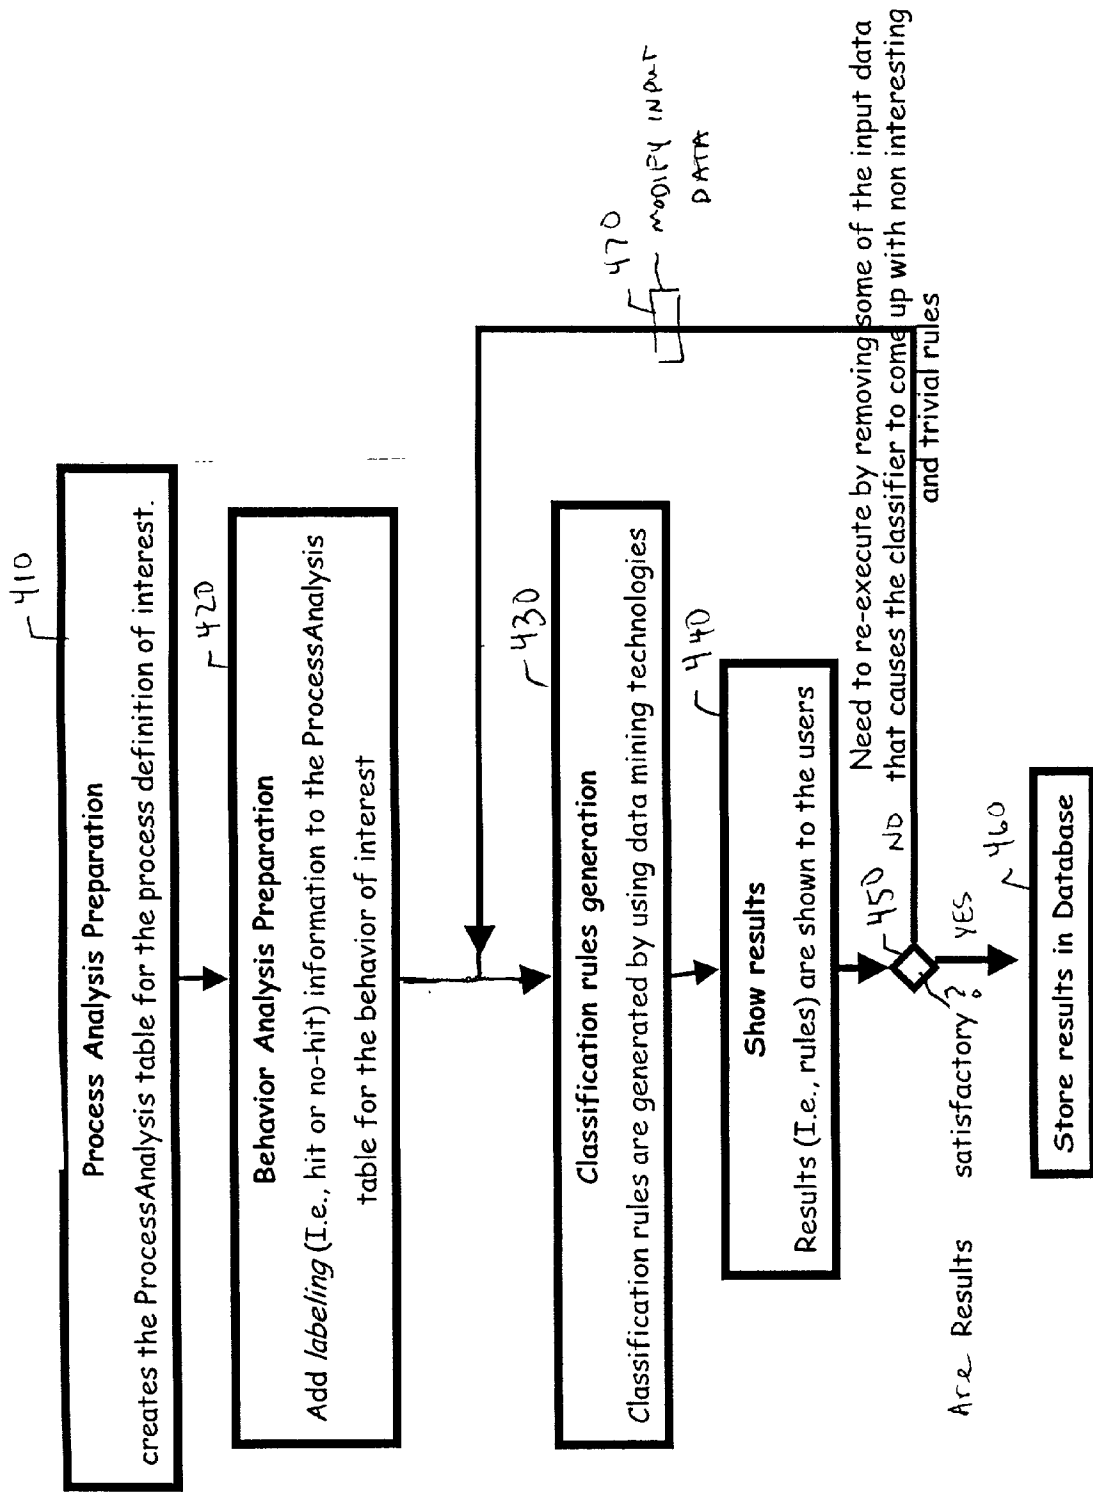 410
Process Analysis Preparation
creates the ProcessAnalysis table for the process definition of interest.
420
Behavior Analysis Preparation
Add labeling (I.e., hit or no-hit) information to the ProcessAnalysis
table for the behavior of interest
430
Classification rules generation
Classification rules are generated by using data mining technologies
440
Show results
Results (I.e., rules) are shown to the users
450
NO
Need to re-execute by removing some of the input data
that causes the classifier to come up with non interesting
and trivial rules
470
MODIFY INPUT
DATA
Are Results satisfactory?
YES
460
Store results in Database